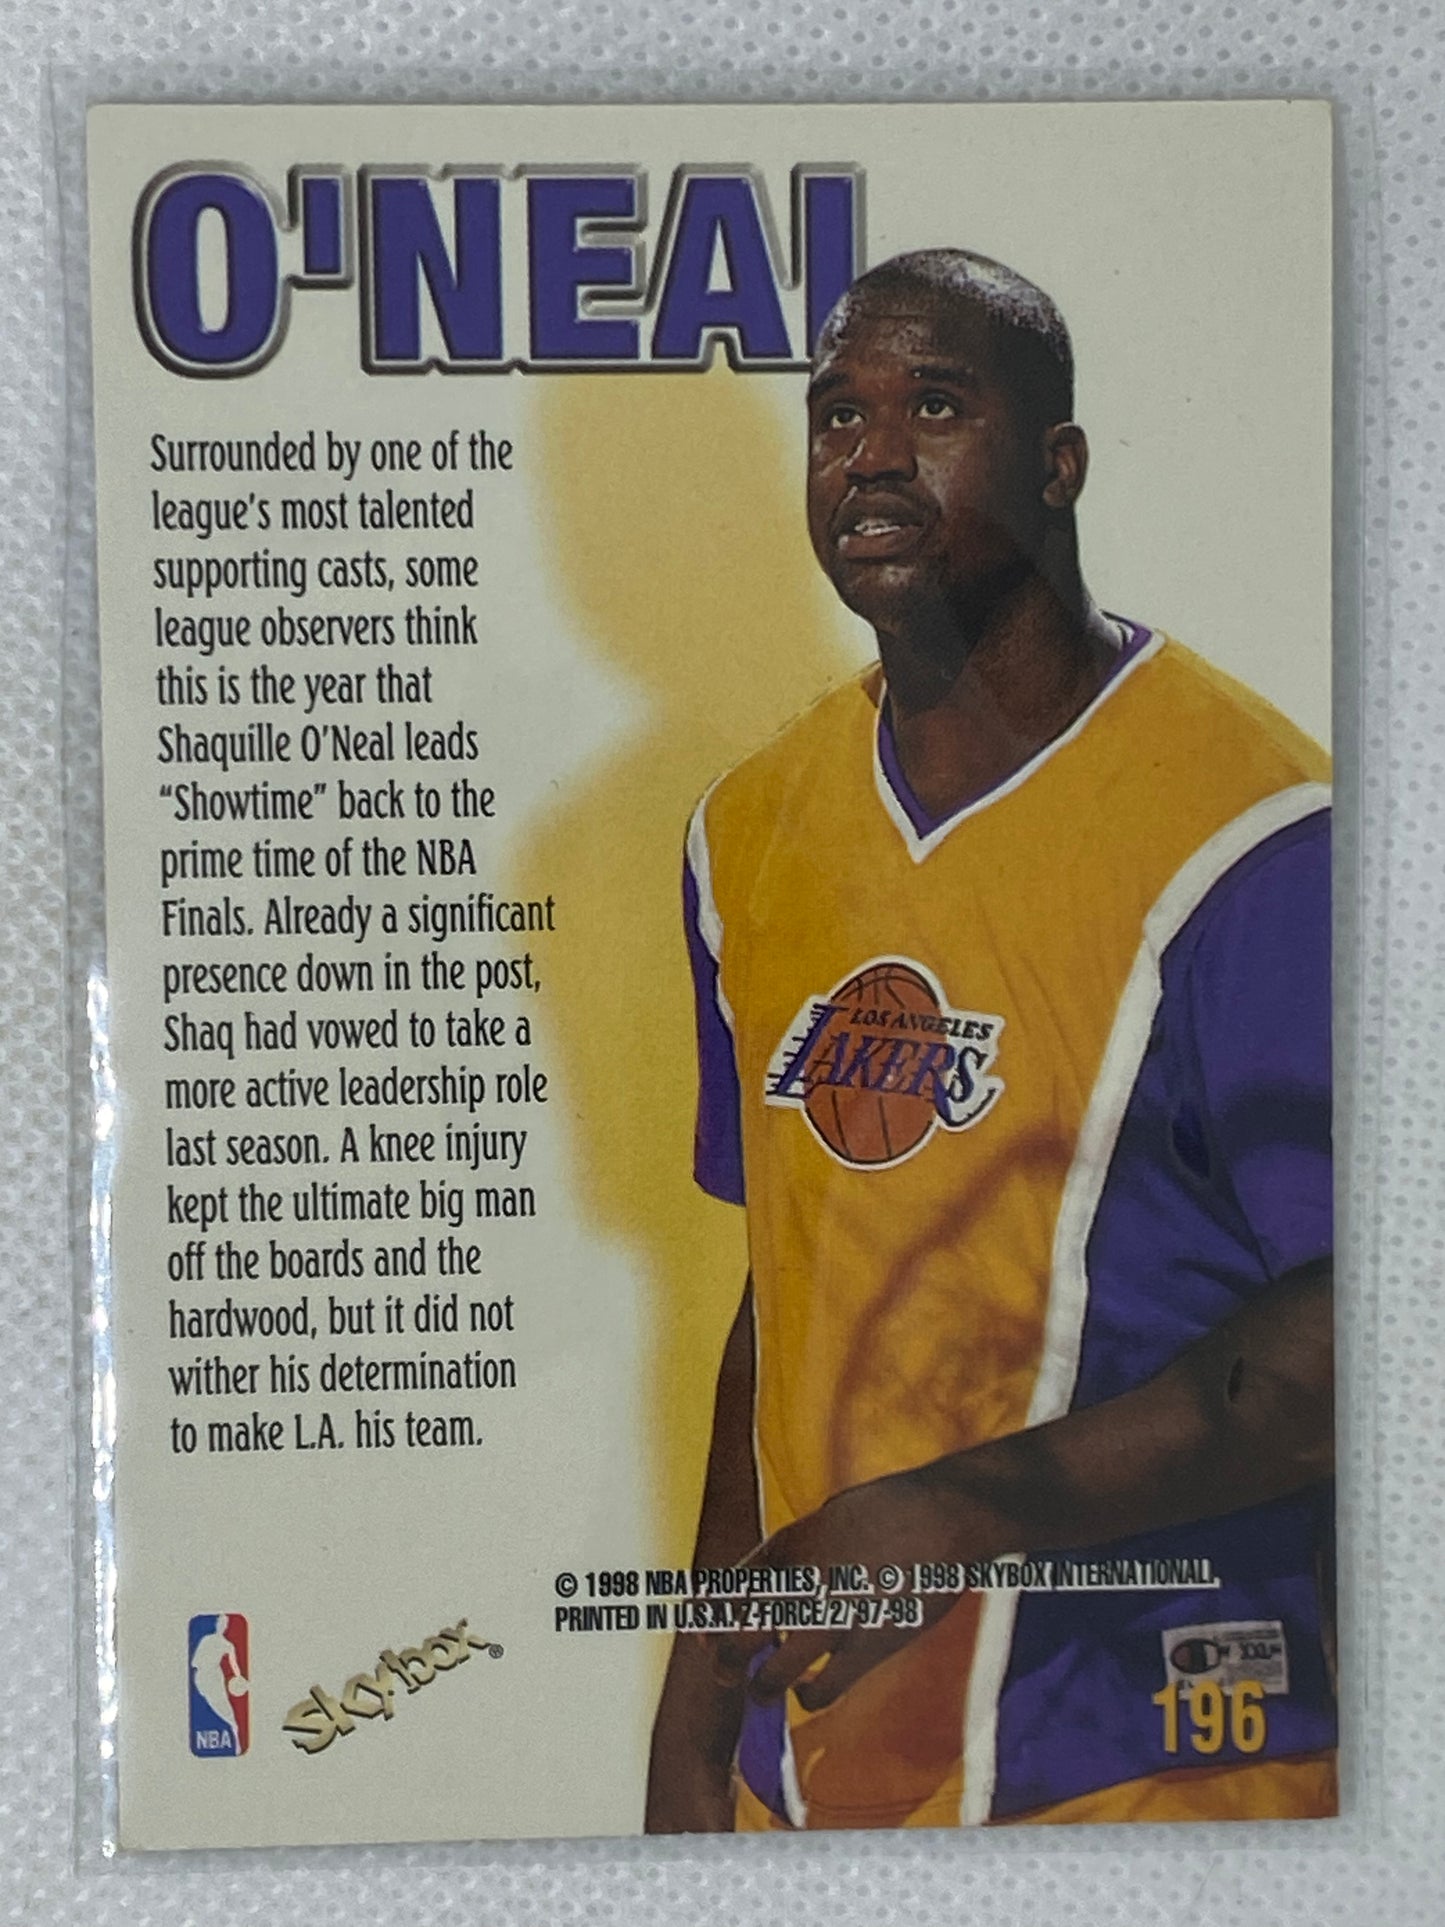 O'NEAL
Surrounded by one of the
league's most talented
supporting casts, some
league observers think
this is the year that
Shaquille O'Neal leads
“Showtime” back to the
prime time of the NBA
Finals. Already a significant
presence down in the post,
Shaq had vowed to take a
more active leadership role
last season. A knee injury
kept the ultimate big man
off the boards and the
hardwood, but it did not
wither his determination
to make L.A. his team.
LOS ANGELES
LAKERS
© 1998 NBA PROPERTIES, INC. © 1998 SKYBOX INTERNATIONAL.
PRINTED IN U.S.A. Z-FORCE/2/'97-98
NBA
skybox®
XXL
196